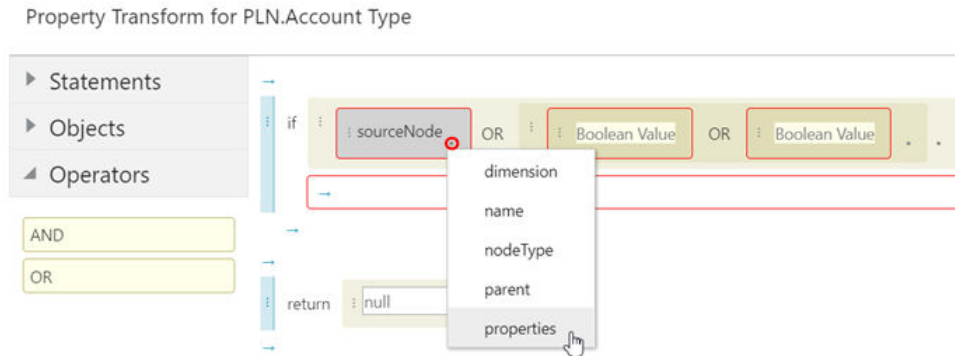 Property Transform for PLN.Account Type
Statements
Objects
Operators
AND
OR
if sourceNode . OR Boolean Value OR Boolean Value . .
dimension
name
nodeType
parent
properties
return null